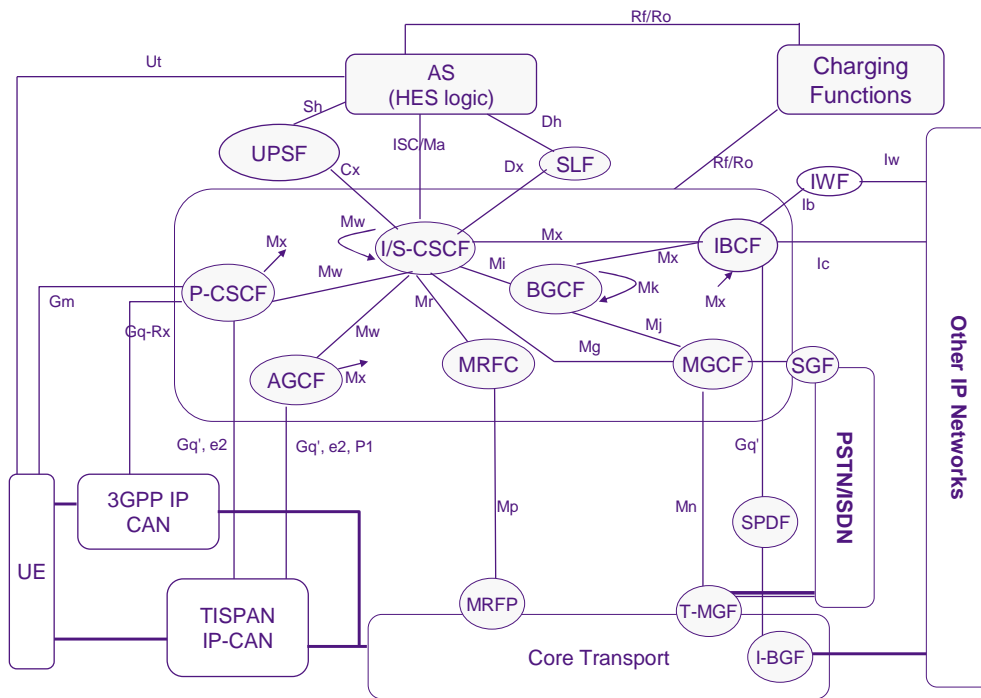 Rf/Ro
Ut
AS
(HES logic)
Charging
Functions
Sh
ISC/Ma
Dh
UPSF
SLF
Cx
Dx
Rf/Ro
IWF
Iw
Ib
Mw
Mx
I/S-CSCF
Mx
IBCF
Ic
Mw
Mi
Mx
P-CSCF
BGCF
Mk
Mx
Gm
Mr
Gq-Rx
Mw
Mj
Mg
AGCF
Mx
MRFC
MGCF
SGF
Other IP Networks
Gq', e2
Gq', e2, P1
Gq'
PSTN/ISDN
3GPP IP
CAN
Mp
Mn
SPDF
UE
TISPAN
IP-CAN
MRFP
T-MGF
Core Transport
I-BGF